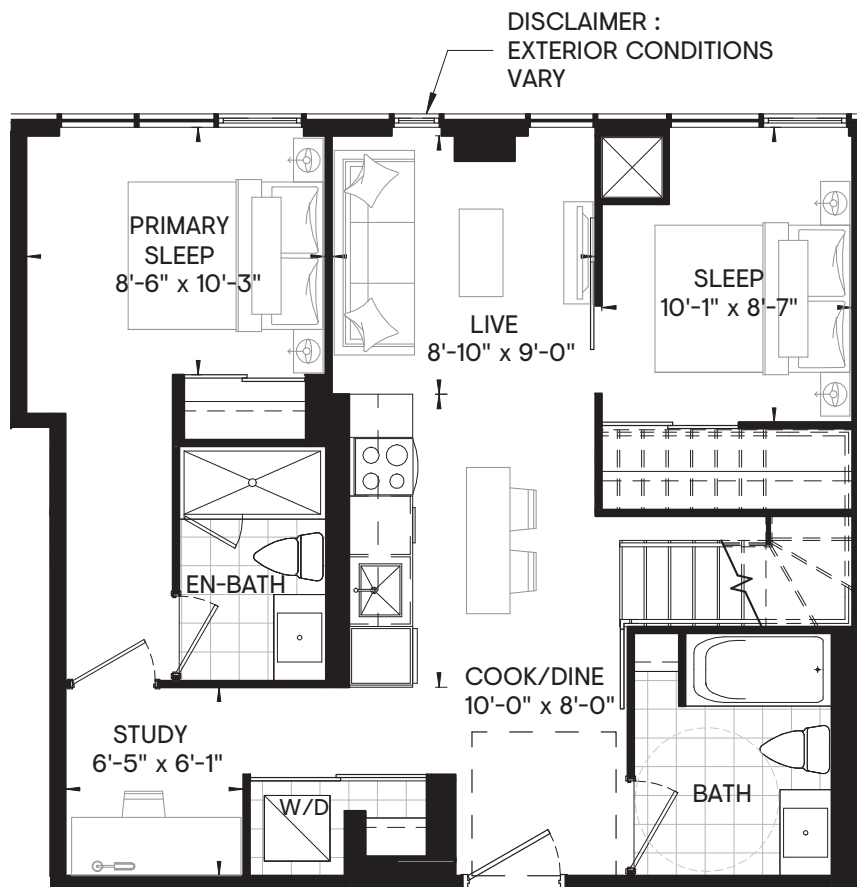 DISCLAIMER :
EXTERIOR CONDITIONS
VARY
PRIMARY
SLEEP
8'-6" x 10'-3"
LIVE
8'-10" x 9'-0"
SLEEP
10'-1" x 8'-7"
EN-BATH
COOK/DINE
10'-0" x 8'-0"
STUDY
6'-5" x 6'-1"
W/D
BATH